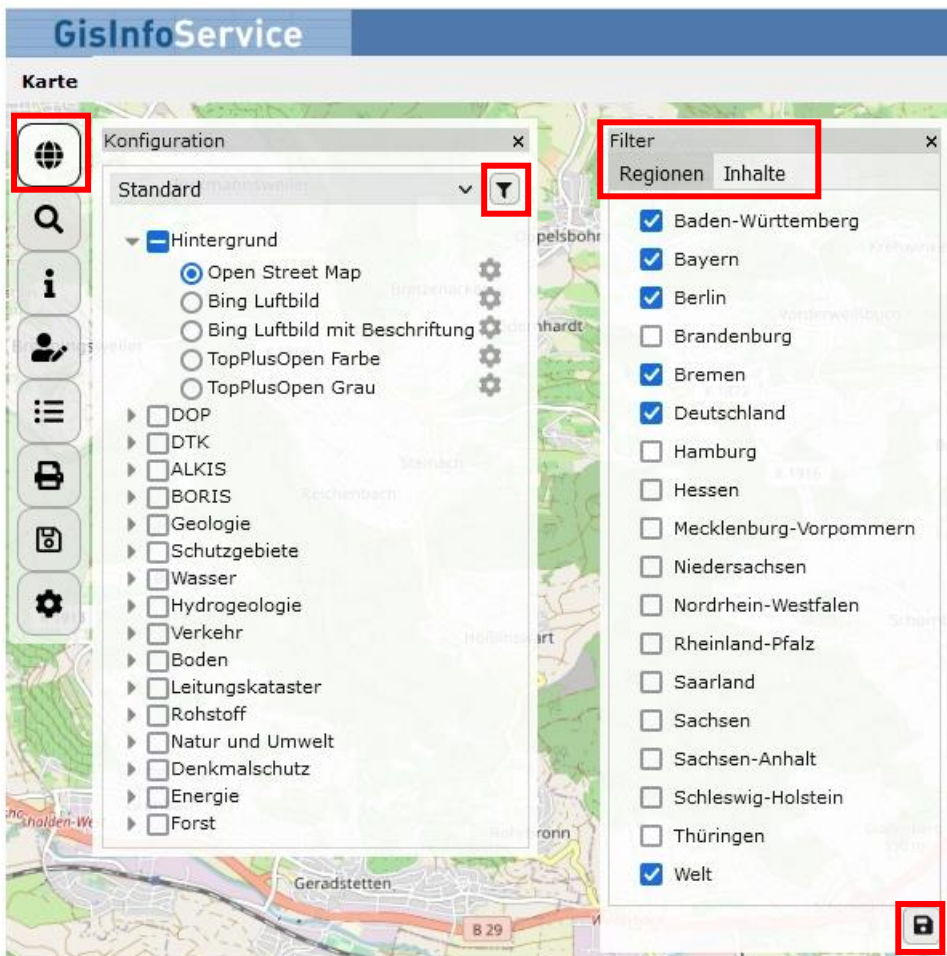 GisInfoService
Karte
Konfiguration
Standard
Hintergrund
Open Street Map
Bing Luftbild
Bing Luftbild mit Beschriftung
TopPlusOpen Farbe
TopPlusOpen Grau
DOP
DTK
ALKIS
BORIS
Geologie
Schutzgebiete
Wasser
Hydrogeologie
Verkehr
Boden
Leitungskataster
Rohstoff
Natur und Umwelt
Denkmalschutz
Energie
Forst
Filter
Regionen Inhalte
Baden-Württemberg
Bayern
Berlin
Brandenburg
Bremen
Deutschland
Hamburg
Hessen
Mecklenburg-Vorpommern
Niedersachsen
Nordrhein-Westfalen
Rheinland-Pfalz
Saarland
Sachsen
Sachsen-Anhalt
Schleswig-Holstein
Thüringen
Welt
Steinach
Reichenbach
Geradstetten
B 29